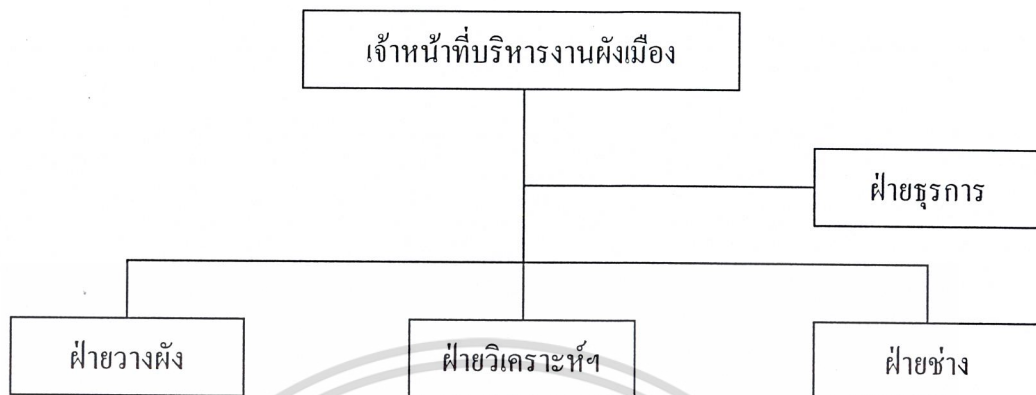 เจ้าหน้าที่บริหารงานผังเมือง
ฝ่ายธุรการ
ฝ่ายวางผัง
ฝ่ายวิเคราะห์ฯ
ฝ่ายช่าง